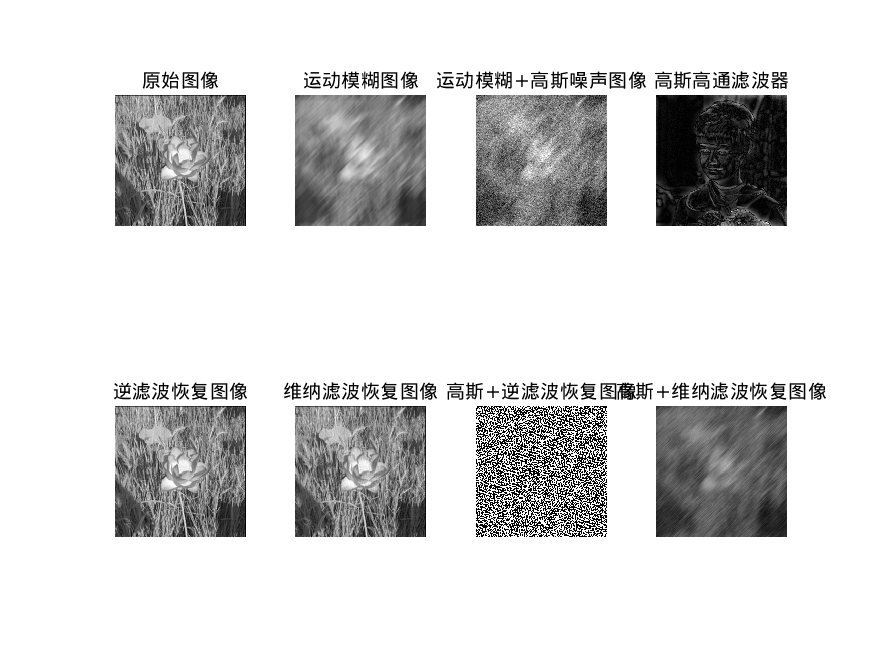 原始图像
运动模糊图像
运动模糊+高斯噪声图像
高斯高通滤波器
逆滤波恢复图像
维纳滤波恢复图像
高斯+逆滤波恢复图像
高斯+维纳滤波恢复图像